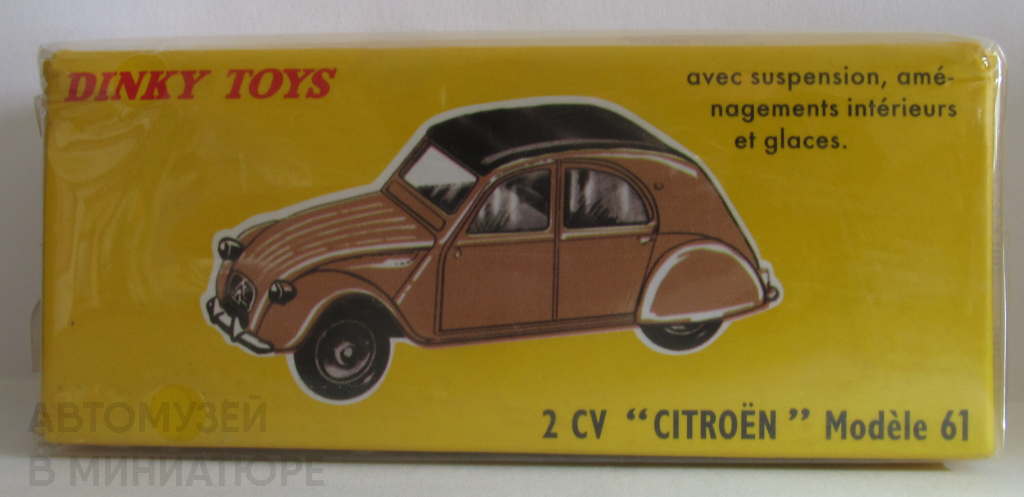 DINKY TOYS
avec suspension, amé-
nagements intérieurs
et glaces.
2 CV “CITROËN” Modèle 61
АВТОМУЗЕЙ
В МИНИАТЮРЕ